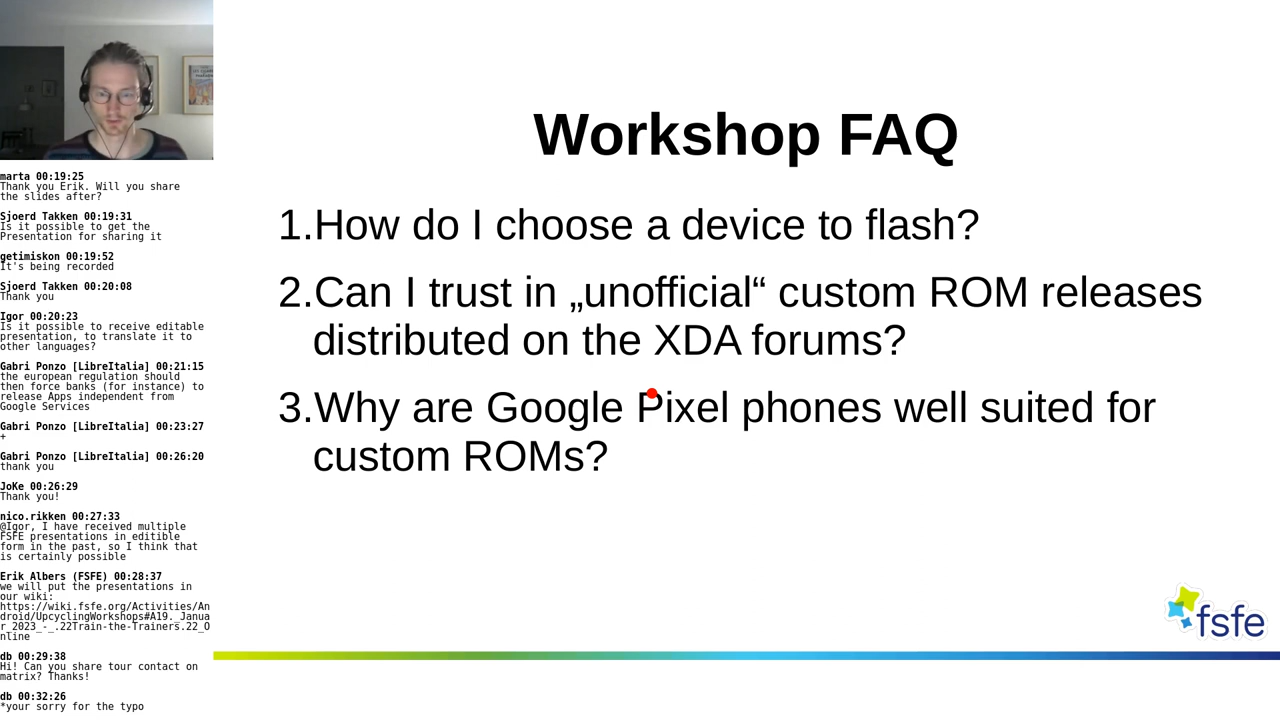 marta 00:19:25
Thank you Erik. Will you share
the slides after?
Sjoerd Takken 00:19:31
Is it possible to get the
Presentation for sharing it
getimiskon 00:19:52
It's being recorded
Sjoerd Takken 00:20:08
Thank you
Igor 00:20:23
Is it possible to receive editable
presentation, to translate it to
other languages?
Gabri Ponzo [LibreItalia] 00:21:15
the european regulation should
then force banks (for instance) to
release Apps independent from
Google Services
Gabri Ponzo [LibreItalia] 00:23:27
+
Gabri Ponzo [LibreItalia] 00:26:20
thank you
JoKe 00:26:29
Thank you!
nico.rikken 00:27:33
@Igor, I have received multiple
FSFE presentations in editible
form in the past, so I think that
is certainly possible
Erik Albers (FSFE) 00:28:37
we will put the presentations in
our wiki:
https://wiki.fsfe.org/Activities/An
droid/UpcyclingWorkshops#A19._Janua
r_2023_-_.22Train-the-Trainers.22_O
nline
db 00:29:38
Hi! Can you share tour contact on
matrix? Thanks!
db 00:32:26
*your sorry for the typo
Workshop FAQ
1.How do I choose a device to flash?
2.Can I trust in „unofficial“ custom ROM releases
distributed on the XDA forums?
3.Why are Google Pixel phones well suited for
custom ROMs?
fsfe